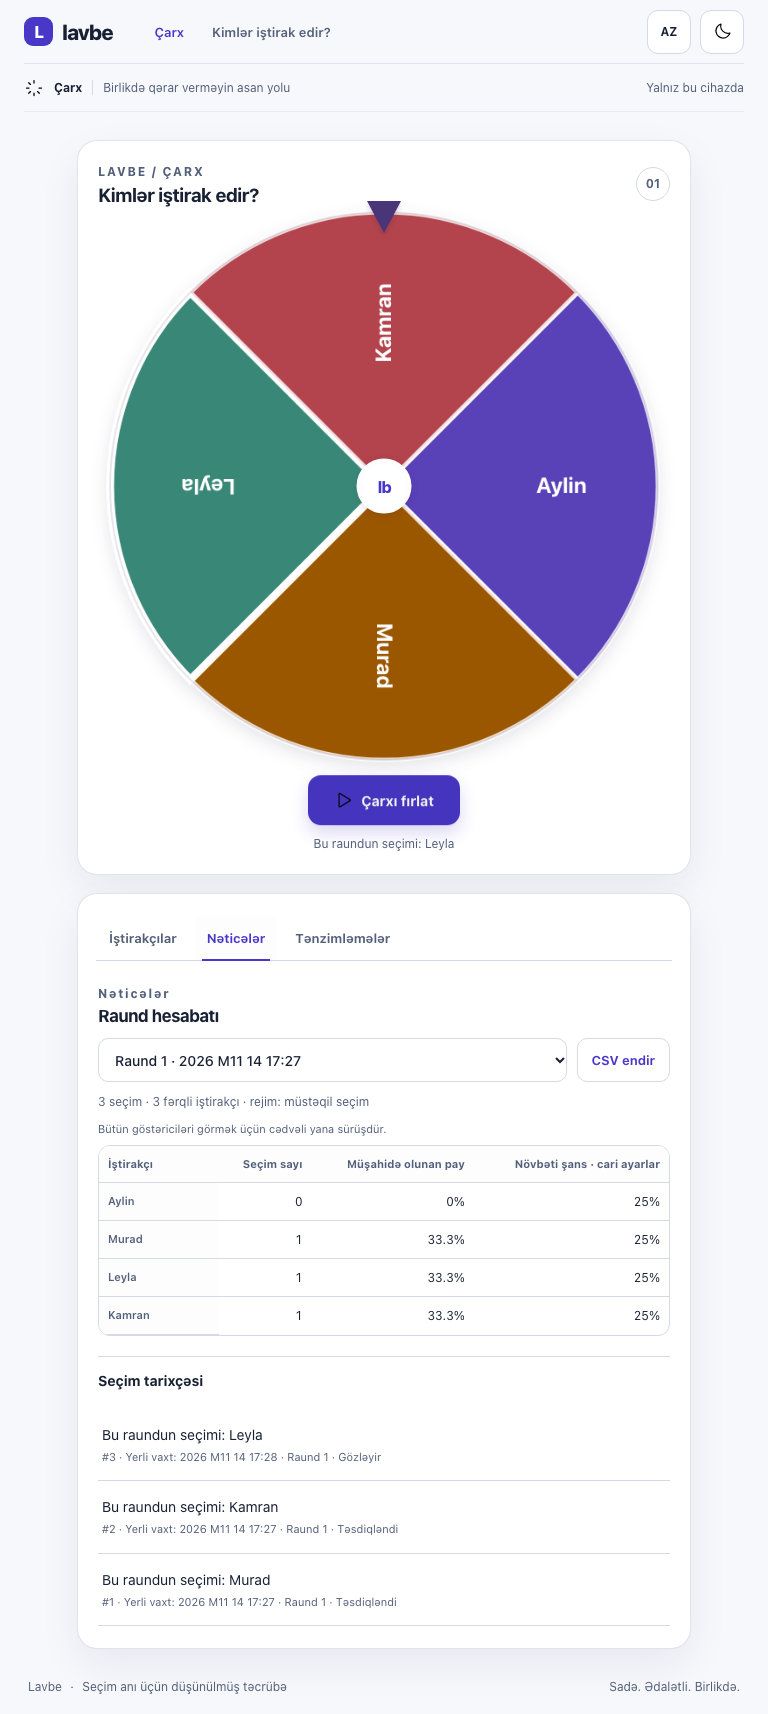 L lavbe Çarx Kimlər iştirak edir? AZ
Çarx Birlikdə qərar verməyin asan yolu Yalnız bu cihazda
LAVBE / ÇARX
Kimlər iştirak edir? 01
Kamran
Leyla
lb
Aylin
Murad
Çarxı fırlat
Bu raundun seçimi: Leyla
İştirakçılar Nəticələr Tənzimləmələr
Nəticələr
Raund hesabatı
Raund 1 · 2026 M11 14 17:27 CSV endir
3 seçim · 3 fərqli iştirakçı · rejim: müstəqil seçim
Bütün göstəriciləri görmək üçün cədvəli yana sürüşdür.
İştirakçı Seçim sayı Müşahidə olunan pay Növbəti şans · cari ayarlar
Aylin 0 0% 25%
Murad 1 33.3% 25%
Leyla 1 33.3% 25%
Kamran 1 33.3% 25%
Seçim tarixçəsi
Bu raundun seçimi: Leyla
#3 · Yerli vaxt: 2026 M11 14 17:28 · Raund 1 · Gözləyir
Bu raundun seçimi: Kamran
#2 · Yerli vaxt: 2026 M11 14 17:27 · Raund 1 · Təsdiqləndi
Bu raundun seçimi: Murad
#1 · Yerli vaxt: 2026 M11 14 17:27 · Raund 1 · Təsdiqləndi
Lavbe · Seçim anı üçün düşünülmüş təcrübə Sadə. Ədalətli. Birlikdə.